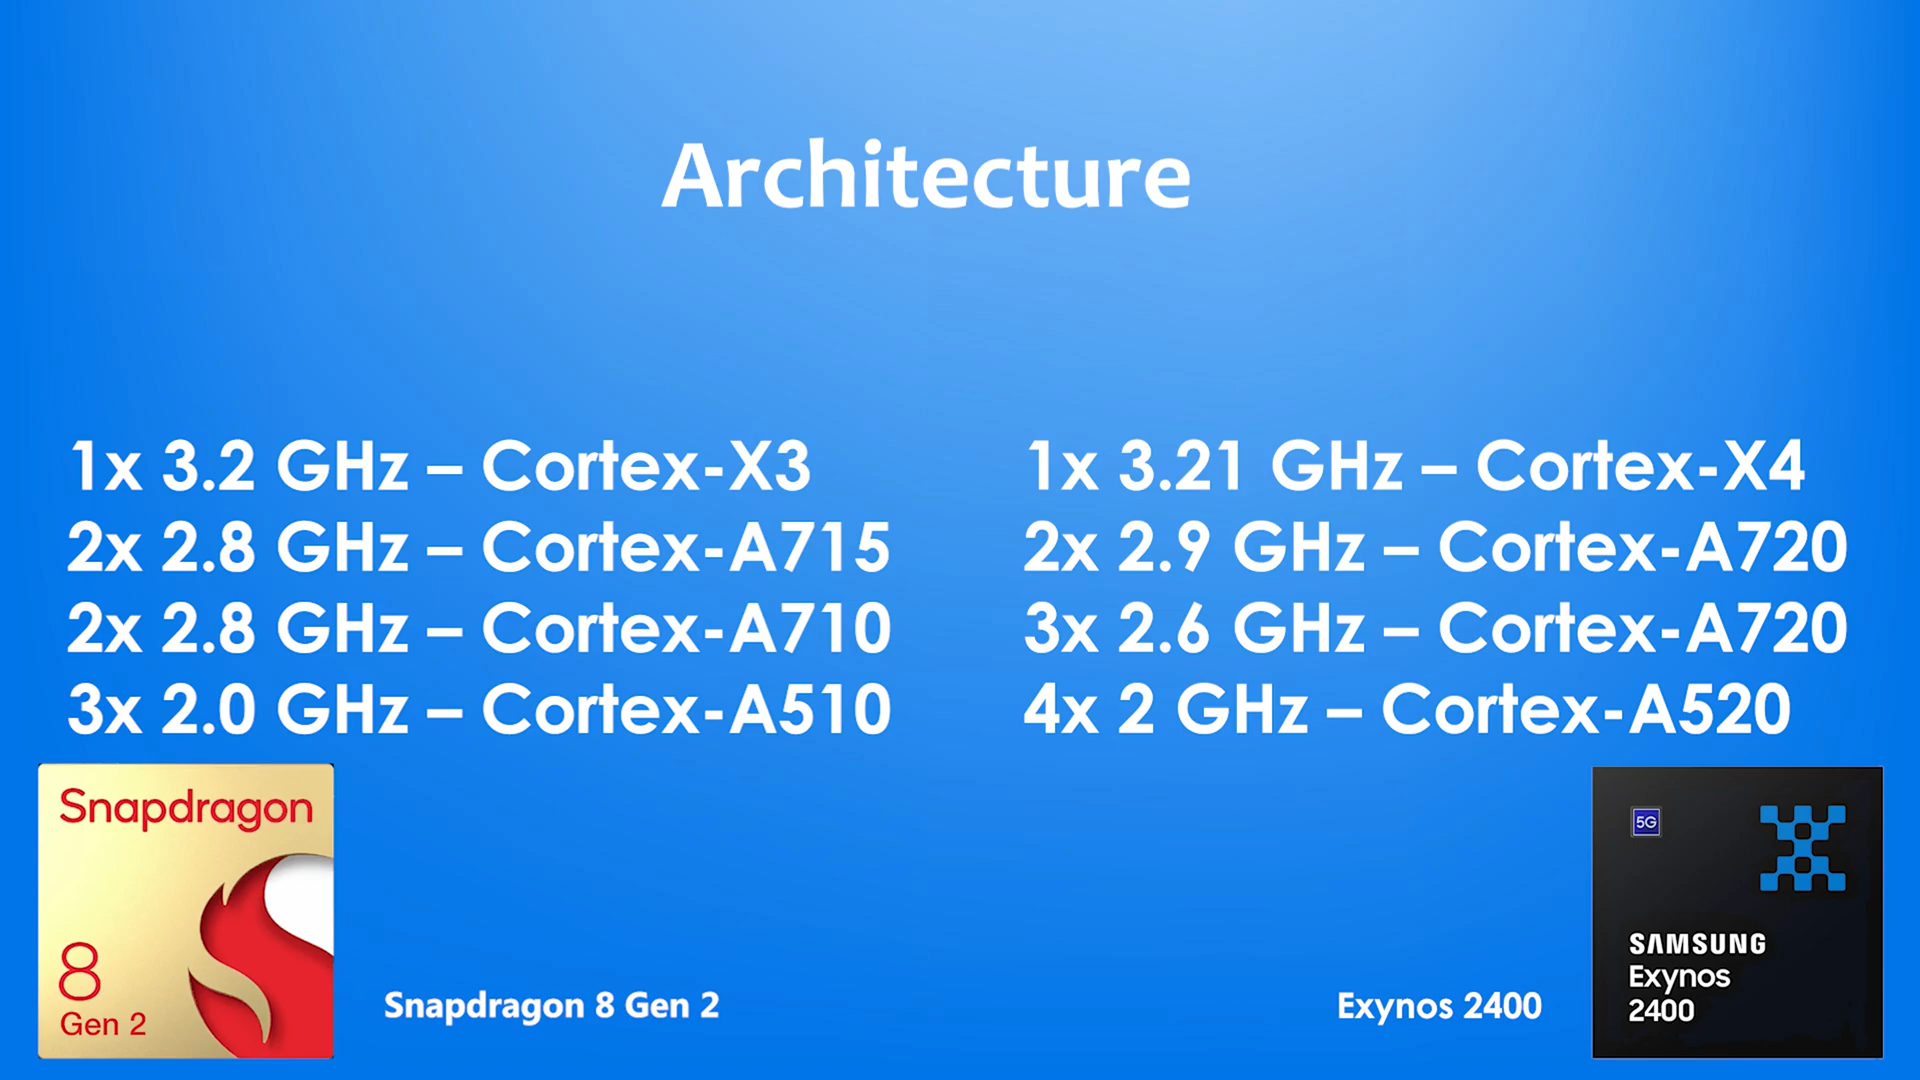 Architecture
1x 3.2 GHz – Cortex-X3
2x 2.8 GHz – Cortex-A715
2x 2.8 GHz – Cortex-A710
3x 2.0 GHz – Cortex-A510
1x 3.21 GHz – Cortex-X4
2x 2.9 GHz – Cortex-A720
3x 2.6 GHz – Cortex-A720
4x 2 GHz – Cortex-A520
Snapdragon
8
Gen 2
Snapdragon 8 Gen 2
Exynos 2400
5G
SAMSUNG
Exynos
2400